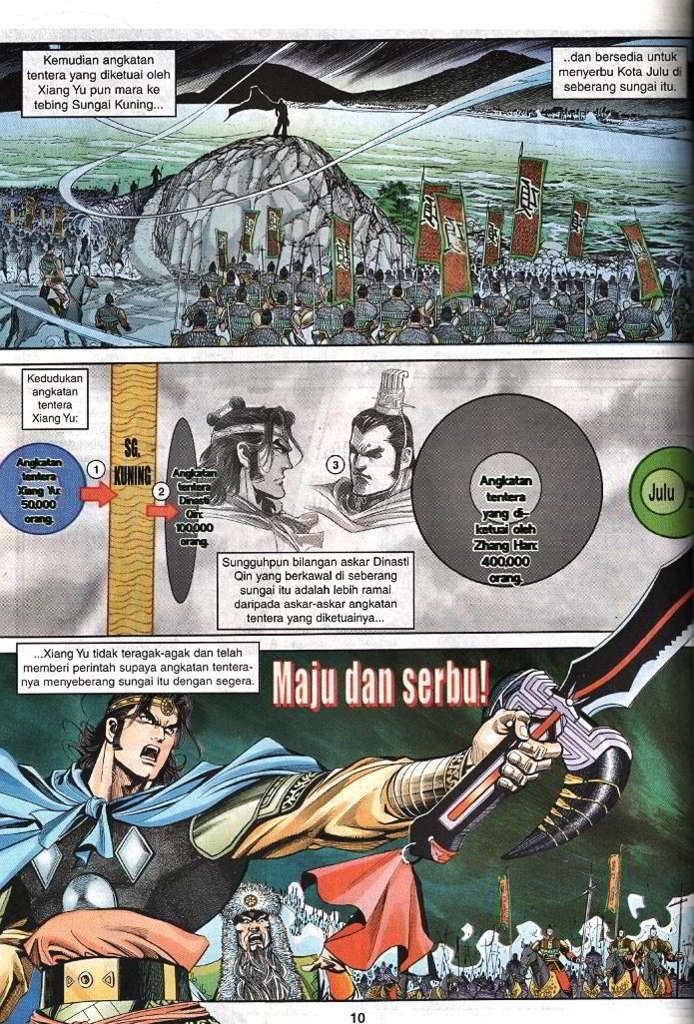 Kemudian angkatan
tentera yang diketuai oleh
Xiang Yu pun mara ke
tebing Sungai Kuning...
..dan bersedia untuk
menyerbu Kota Julu di
seberang sungai itu.
Kedudukan
angkatan
tentera
Xiang Yu:
Angkatan
tentera
Xiang Yu:
50,000
orang.
1
SG.
KUNING
2
Angkatan
tentera
Dinasti
Qin:
100,000
orang.
3
Angkatan
tentera
yang di-
ketuai oleh
Zhang Han:
400,000
orang.
Julu
Sungguhpun bilangan askar Dinasti
Qin yang berkawal di seberang
sungai itu adalah lebih ramai
daripada askar-askar angkatan
tentera yang diketuainya...
...Xiang Yu tidak teragak-agak dan telah
memberi perintah supaya angkatan tentera-
nya menyeberang sungai itu dengan segera.
Maju dan serbu!
10